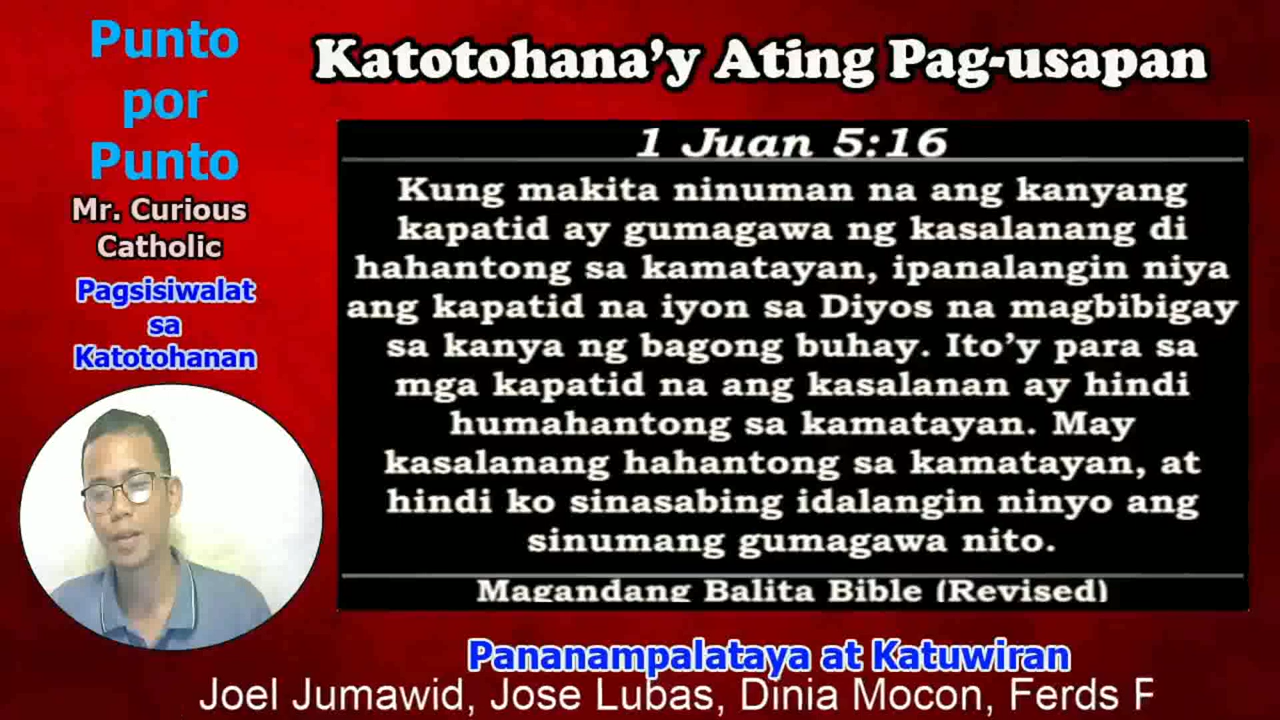 Punto
por
Punto
Mr. Curious
Catholic
Pagsisiwalat
sa
Katotohanan
Katotohana'y Ating Pag-usapan
1 Juan 5:16
Kung makita ninuman na ang kanyang
kapatid ay gumagawa ng kasalanang di
hahantong sa kamatayan, ipanalangin niya
ang kapatid na iyon sa Diyos na magbibigay
sa kanya ng bagong buhay. Ito'y para sa
mga kapatid na ang kasalanan ay hindi
humahantong sa kamatayan. May
kasalanang hahantong sa kamatayan, at
hindi ko sinasabing idalangin ninyo ang
sinumang gumagawa nito.
Magandang Balita Bible (Revised)
Pananampalataya at Katuwiran
Joel Jumawid, Jose Lubas, Dinia Mocon, Ferds